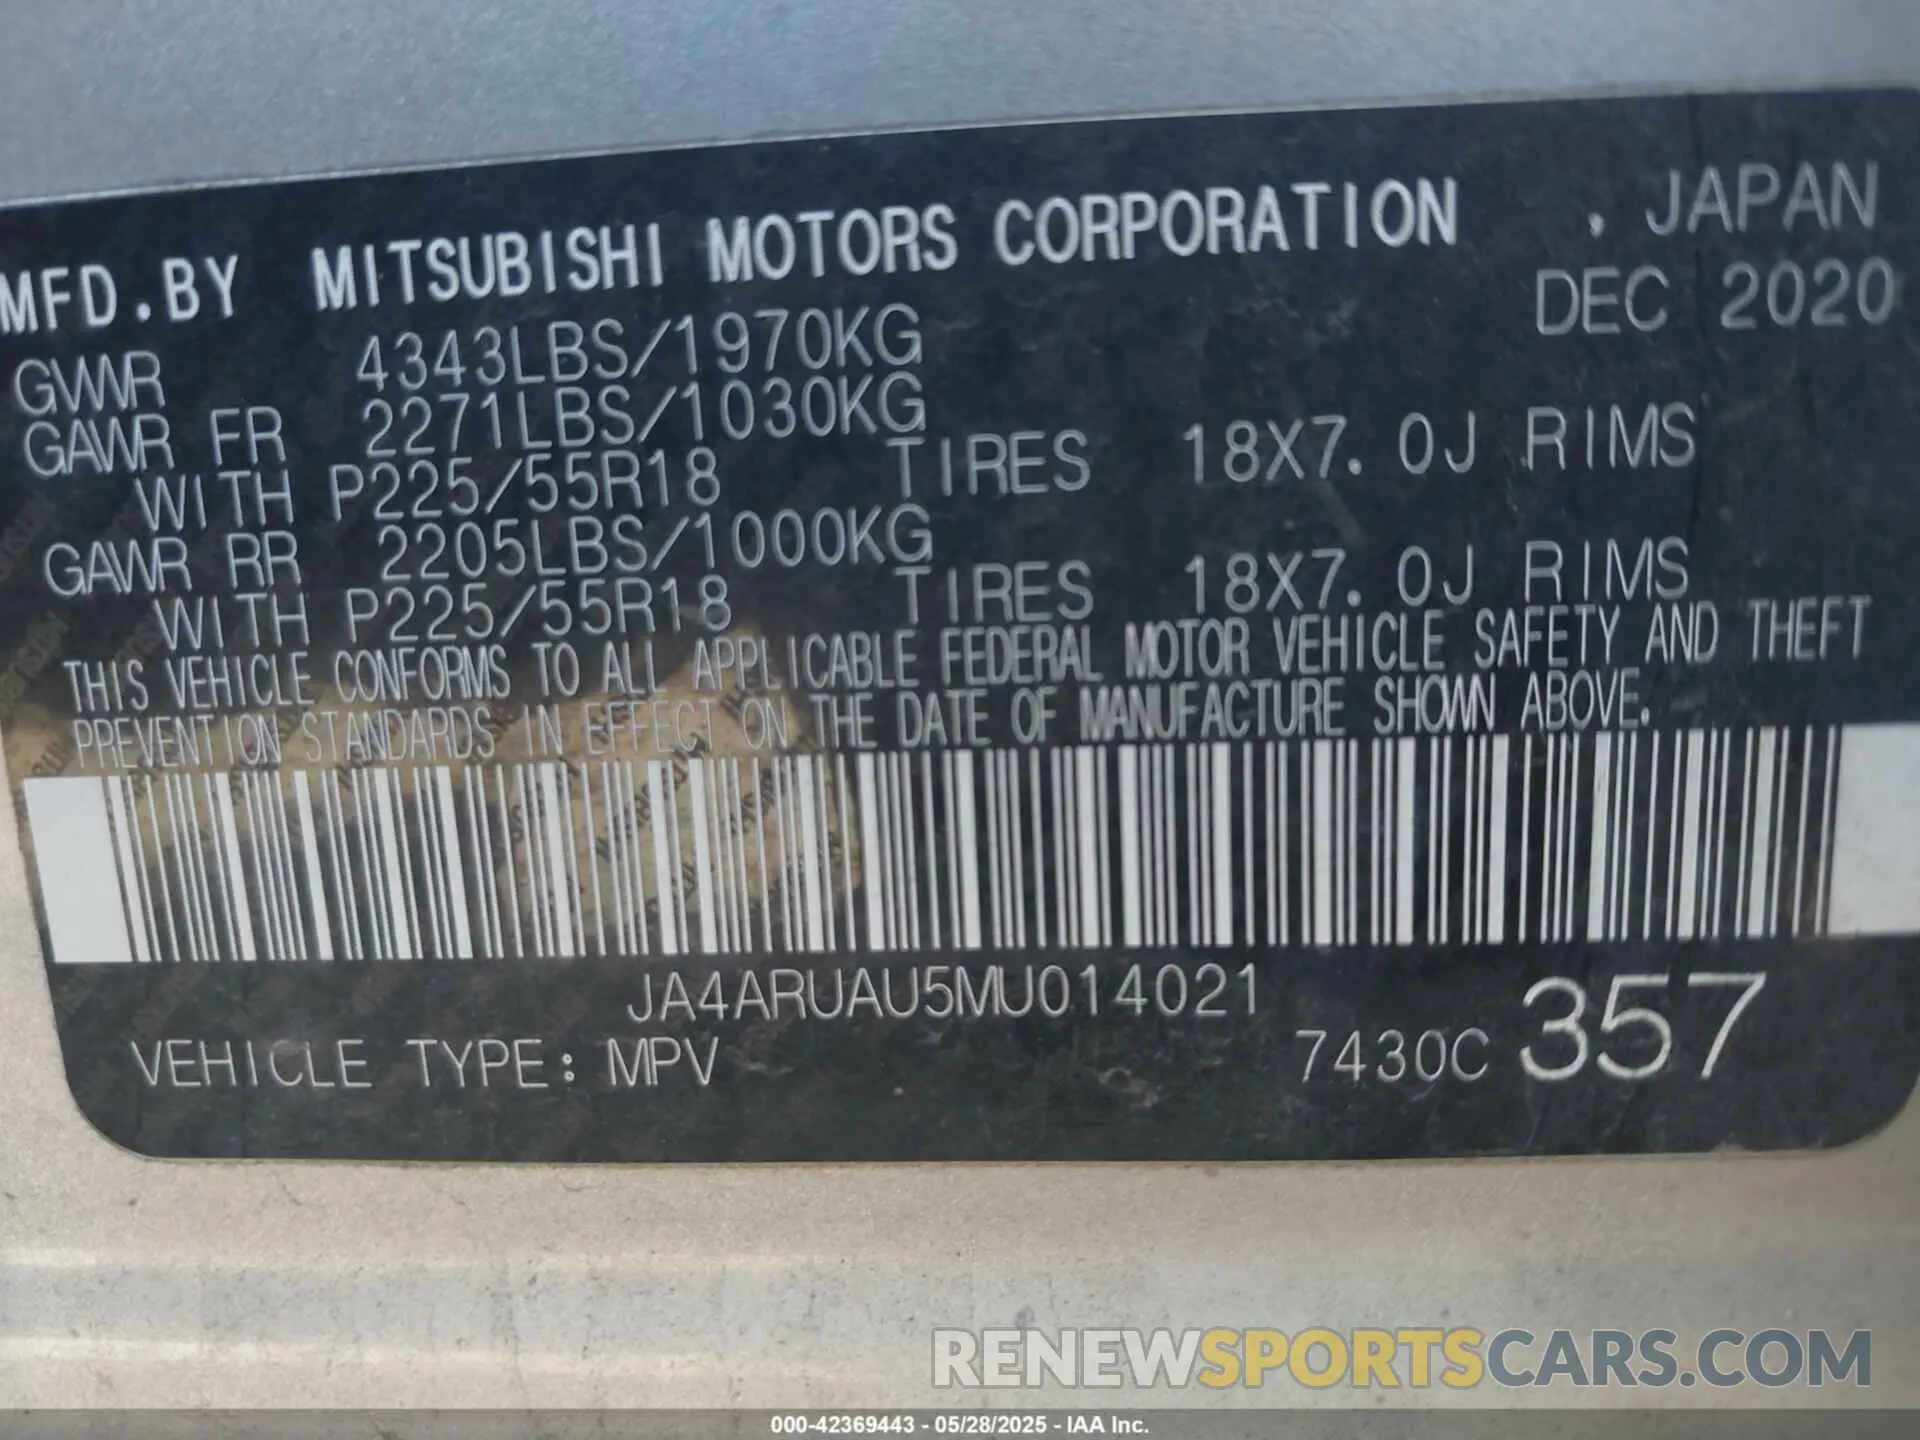 MFD.BY MITSUBISHI MOTORS CORPORATION , JAPAN
DEC 2020
GVWR 4343LBS/1970KG
GAWR FR 2271LBS/1030KG
WITH P225/55R18 TIRES 18X7.0J RIMS
GAWR RR 2205LBS/1000KG
WITH P225/55R18 TIRES 18X7.0J RIMS
THIS VEHICLE CONFORMS TO ALL APPLICABLE FEDERAL MOTOR VEHICLE SAFETY AND THEFT
PREVENTION STANDARDS IN EFFECT ON THE DATE OF MANUFACTURE SHOWN ABOVE.
JA4ARUAU5MU014021
VEHICLE TYPE: MPV 7430C 357
RENEWSPORTSCARS.COM
000-42369443 - 05/28/2025 - IAA Inc.